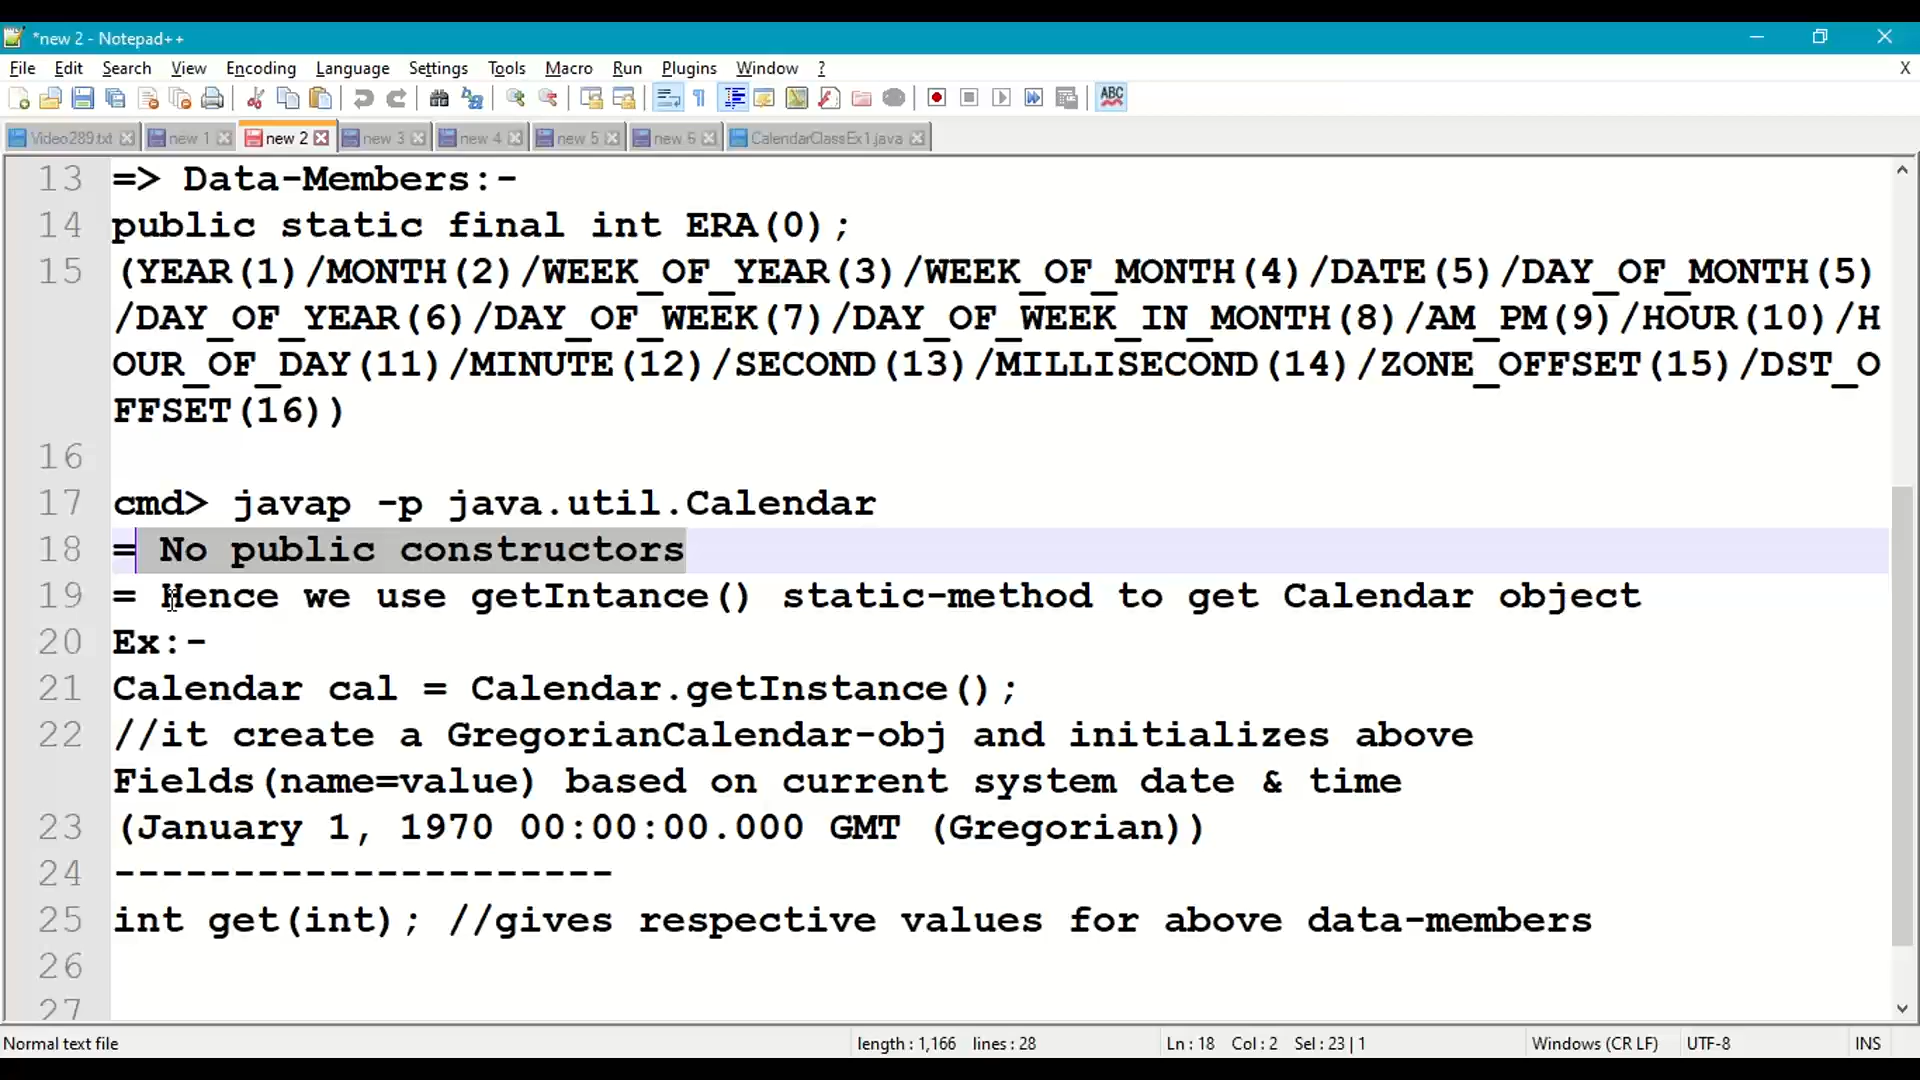 *new 2 - Notepad++
File Edit Search View Encoding Language Settings Tools Macro Run Plugins Window ? X
ABC
Video289.txt new 1 new 2 new 3 new 4 new 5 new 6 CalendarClassEx1.java
13 => Data-Members:-
14 public static final int ERA(0);
15 (YEAR(1)/MONTH(2)/WEEK_OF_YEAR(3)/WEEK_OF_MONTH(4)/DATE(5)/DAY_OF_MONTH(5)
/DAY_OF_YEAR(6)/DAY_OF_WEEK(7)/DAY_OF_WEEK_IN_MONTH(8)/AM_PM(9)/HOUR(10)/H
OUR_OF_DAY(11)/MINUTE(12)/SECOND(13)/MILLISECOND(14)/ZONE_OFFSET(15)/DST_O
FFSET(16))
16
17 cmd> javap -p java.util.Calendar
18 = No public constructors
19 = Hence we use getIntance() static-method to get Calendar object
20 Ex:-
21 Calendar cal = Calendar.getInstance();
22 //it create a GregorianCalendar-obj and initializes above
Fields(name=value) based on current system date & time
23 (January 1, 1970 00:00:00.000 GMT (Gregorian))
24 ---------------------
25 int get(int); //gives respective values for above data-members
26
27
Normal text file length : 1,166 lines : 28 Ln : 18 Col : 2 Sel : 23 | 1 Windows (CR LF) UTF-8 INS